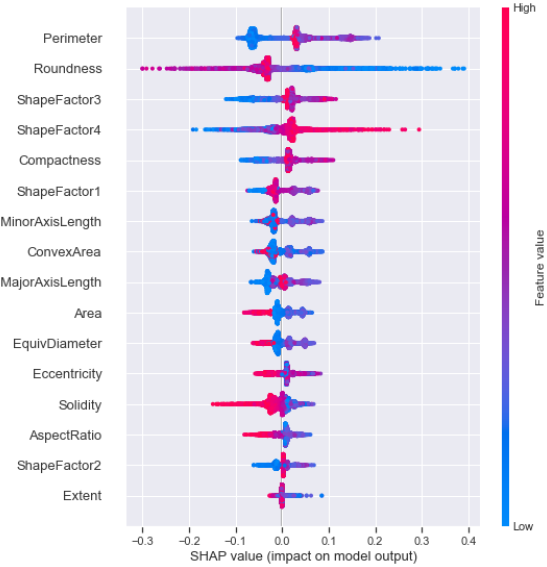 High
Perimeter
Roundness
ShapeFactor3
ShapeFactor4
Compactness
ShapeFactor1
MinorAxisLength
ConvexArea
MajorAxisLength
Area
EquivDiameter
Eccentricity
Solidity
AspectRatio
ShapeFactor2
Extent
Feature value
Low
−0.3 −0.2 −0.1 0.0 0.1 0.2 0.3 0.4
SHAP value (impact on model output)